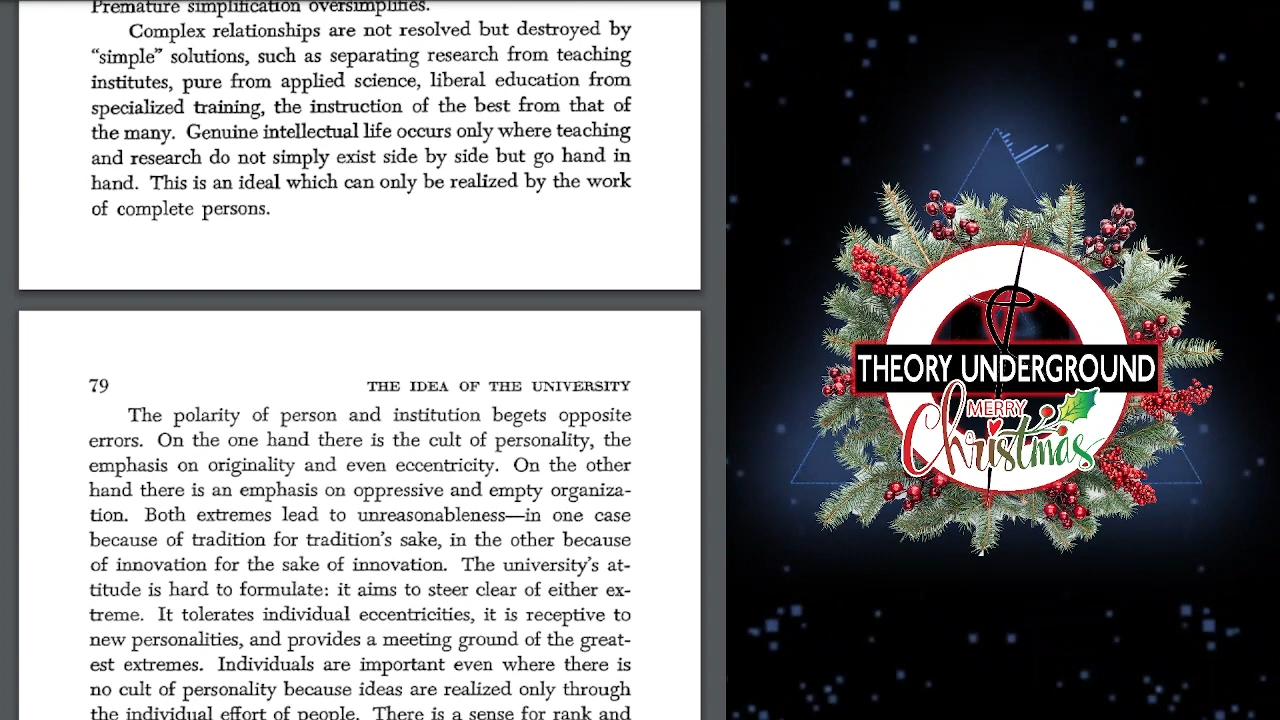 Premature simplification oversimplifies.
Complex relationships are not resolved but destroyed by
“simple” solutions, such as separating research from teaching
institutes, pure from applied science, liberal education from
specialized training, the instruction of the best from that of
the many. Genuine intellectual life occurs only where teaching
and research do not simply exist side by side but go hand in
hand. This is an ideal which can only be realized by the work
of complete persons.
79 THE IDEA OF THE UNIVERSITY
The polarity of person and institution begets opposite
errors. On the one hand there is the cult of personality, the
emphasis on originality and even eccentricity. On the other
hand there is an emphasis on oppressive and empty organiza-
tion. Both extremes lead to unreasonableness—in one case
because of tradition for tradition’s sake, in the other because
of innovation for the sake of innovation. The university’s at-
titude is hard to formulate: it aims to steer clear of either ex-
treme. It tolerates individual eccentricities, it is receptive to
new personalities, and provides a meeting ground of the great-
est extremes. Individuals are important even where there is
no cult of personality because ideas are realized only through
the individual effort of people. There is a sense for rank and
THEORY UNDERGROUND
MERRY
Christmas